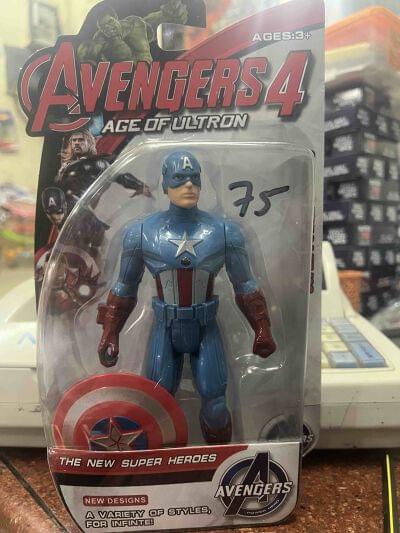 AGES:3+
AVENGERS 4
AGE OF ULTRON
A
75
THE NEW SUPER HEROES
NEW DESIGNS
A VARIETY OF STYLES,
FOR INFINTE!
AVENGERS